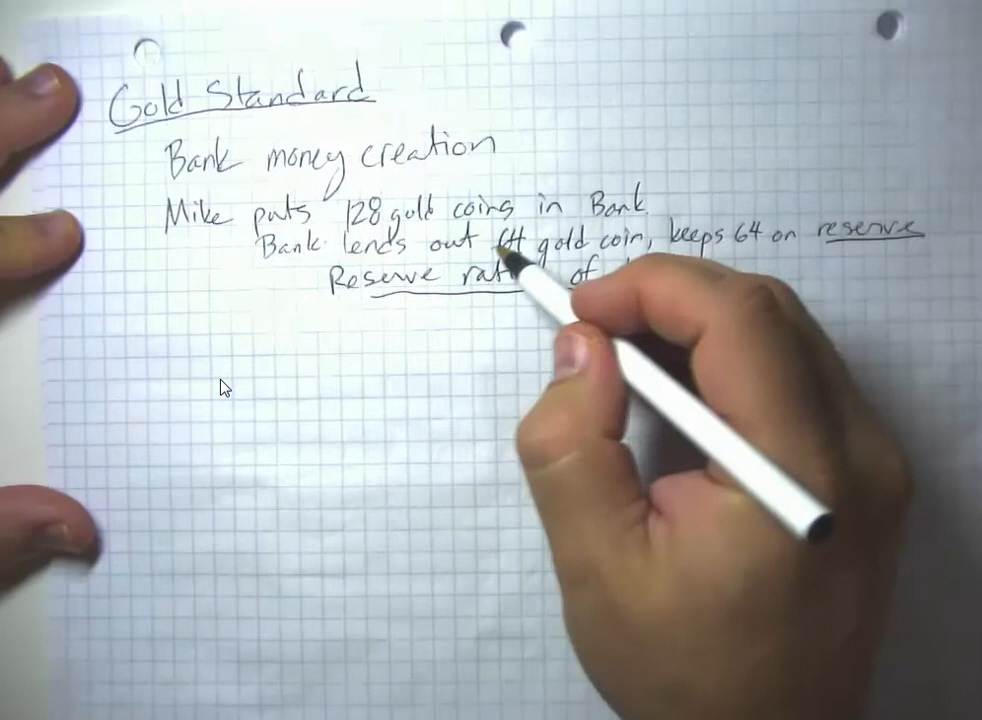 Gold Standard
Bank money creation
Mike puts 128 gold coins in Bank.
Bank lends out 64 gold coin, keeps 64 on reserve
Reserve of